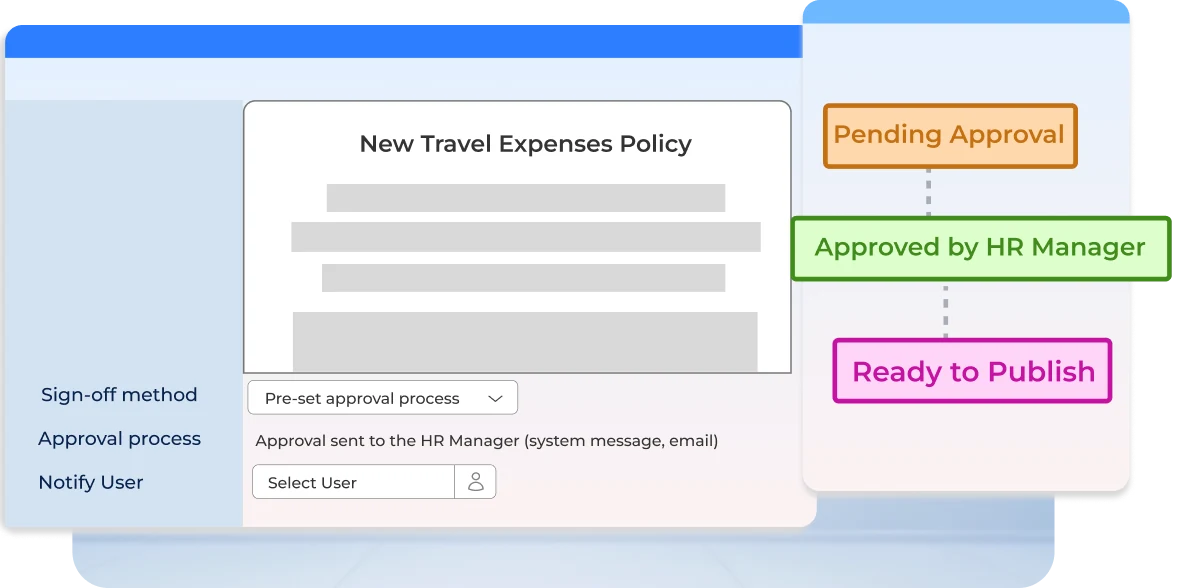 New Travel Expenses Policy
Sign-off method
Pre-set approval process
Approval process
Approval sent to the HR Manager (system message, email)
Notify User
Select User
Pending Approval
Approved by HR Manager
Ready to Publish